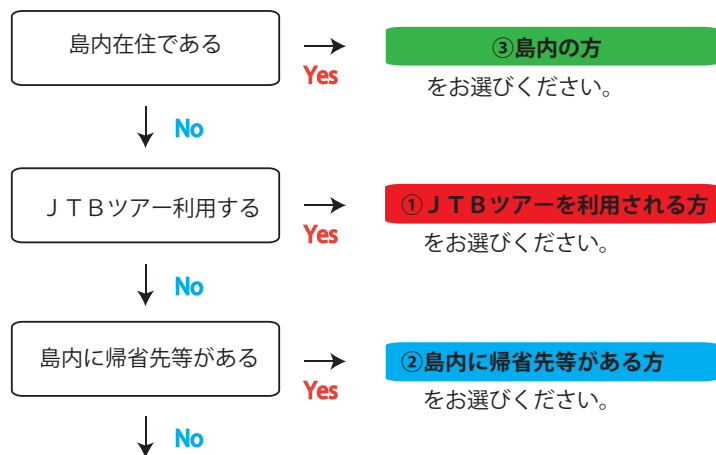 島内在住である
Yes
③島内の方
をお選びください。
No
ＪＴＢツアー利用する
Yes
①ＪＴＢツアーを利用される方
をお選びください。
No
島内に帰省先等がある
Yes
②島内に帰省先等がある方
をお選びください。
No